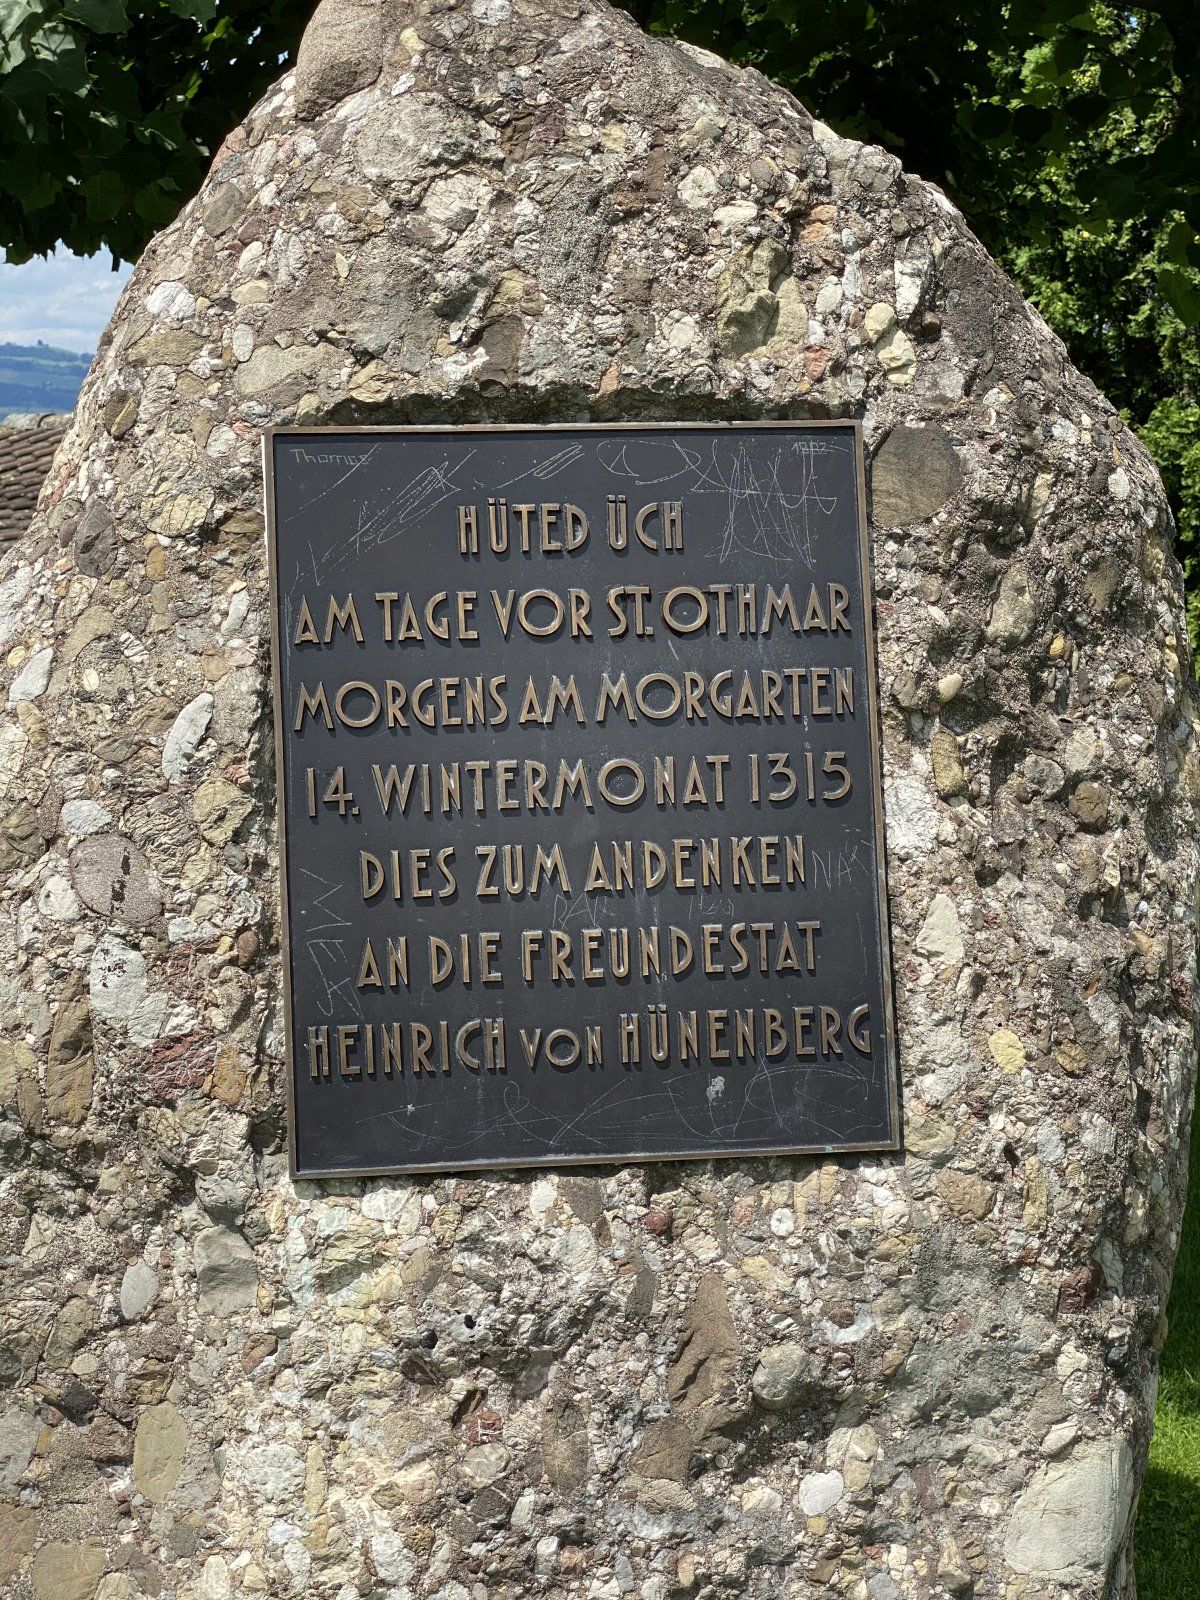 Thomas
HÜTED ÜCH
AM TAGE VOR ST. OTHMAR
MORGENS AM MORGARTEN
14. WINTERMONAT 1315
DIES ZUM ANDENKEN
AN DIE FREUNDESTAT
HEINRICH VON HÜNENBERG